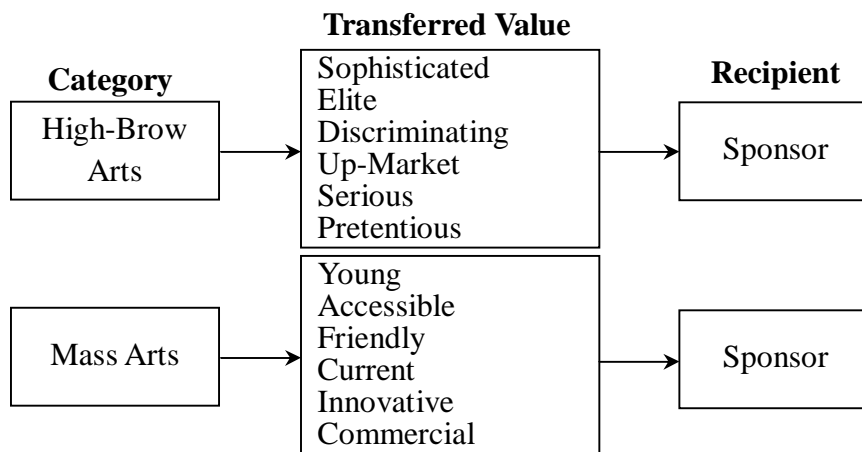 Transferred Value
Category
Recipient
High-Brow
Arts
Sophisticated
Elite
Discriminating
Up-Market
Serious
Pretentious
Sponsor
Mass Arts
Young
Accessible
Friendly
Current
Innovative
Commercial
Sponsor